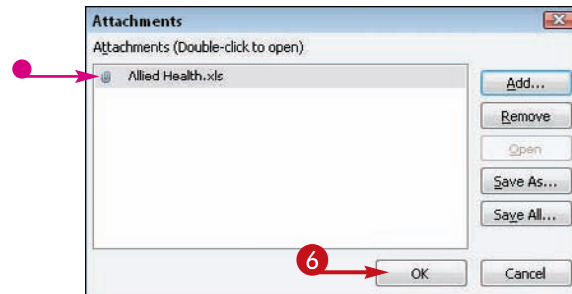 Attachments
Attachments (Double-click to open)
Allied Health.xls
Add...
Remove
Open
Save As...
Save All...
6
OK
Cancel